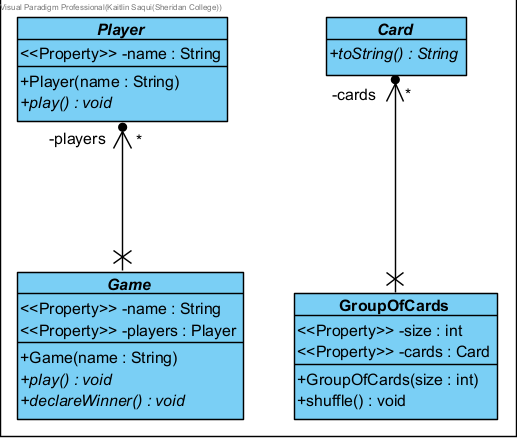 Visual Paradigm Professional(Kaitlin Saqui(Sheridan College))
Player
<<Property>> -name : String
+Player(name : String)
+play() : void
-players
*
Game
<<Property>> -name : String
<<Property>> -players : Player
+Game(name : String)
+play() : void
+declareWinner() : void
Card
+toString() : String
-cards
*
GroupOfCards
<<Property>> -size : int
<<Property>> -cards : Card
+GroupOfCards(size : int)
+shuffle() : void